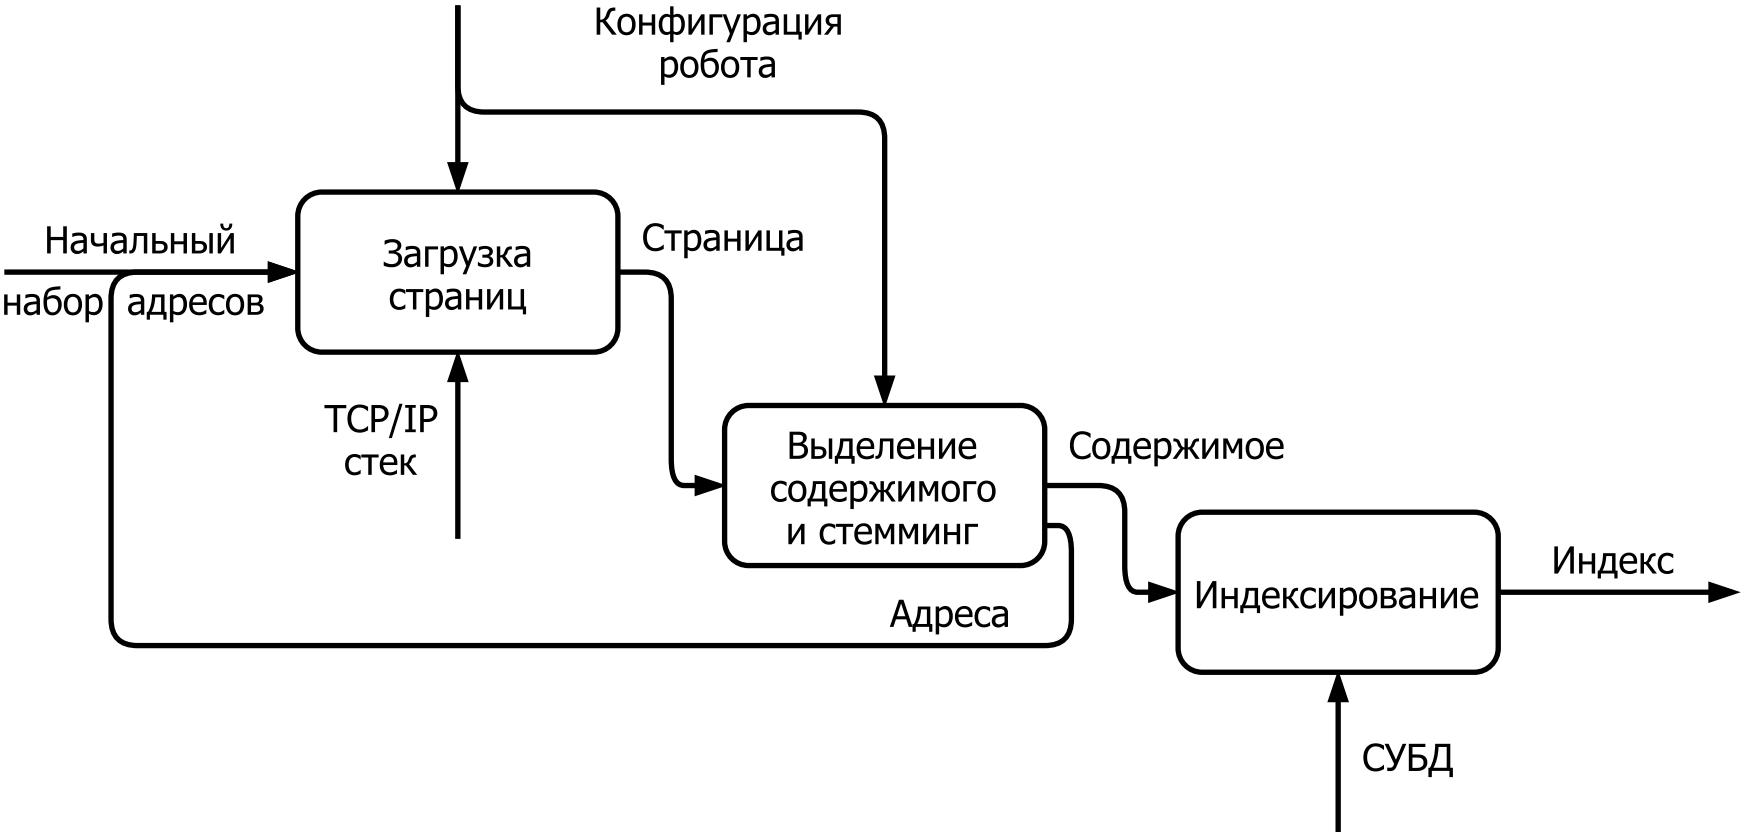 Конфигурация
робота
Начальный
набор адресов
Загрузка
страниц
Страница
TCP/IP
стек
Выделение
содержимого
и стемминг
Содержимое
Адреса
Индексирование
Индекс
СУБД